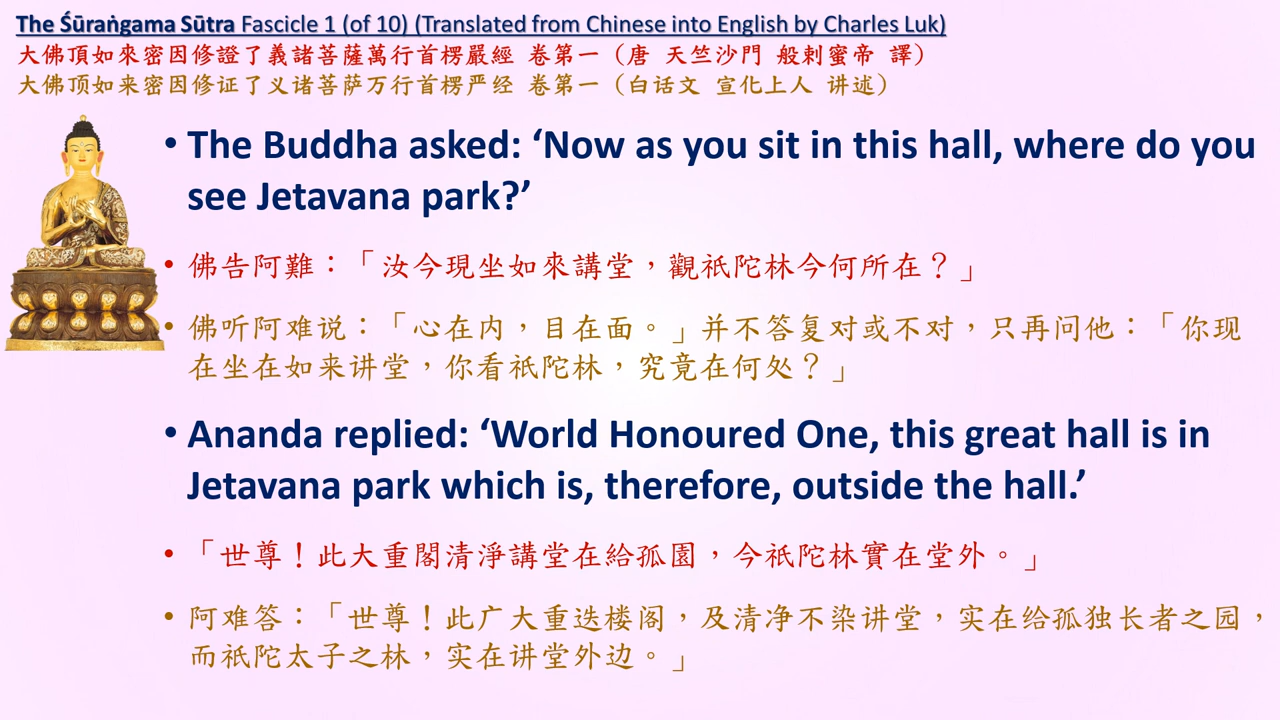 The Śūraṅgama Sūtra Fascicle 1 (of 10) (Translated from Chinese into English by Charles Luk)
大佛頂如來密因修證了義諸菩薩萬行首楞嚴經 卷第一（唐 天竺沙門 般剌蜜帝 譯）
大佛顶如来密因修证了义诸菩萨万行首楞严经 卷第一（白话文 宣化上人 讲述）
• The Buddha asked: ‘Now as you sit in this hall, where do you
see Jetavana park?’
• 佛告阿難：「汝今現坐如來講堂，觀祇陀林今何所在？」
• 佛听阿难说：「心在内，目在面。」并不答复对或不对，只再问他：「你现
在坐在如来讲堂，你看祇陀林，究竟在何处？」
• Ananda replied: ‘World Honoured One, this great hall is in
Jetavana park which is, therefore, outside the hall.’
• 「世尊！此大重閣清淨講堂在給孤園，今祇陀林實在堂外。」
• 阿难答：「世尊！此广大重迭楼阁，及清净不染讲堂，实在给孤独长者之园，
而祇陀太子之林，实在讲堂外边。」